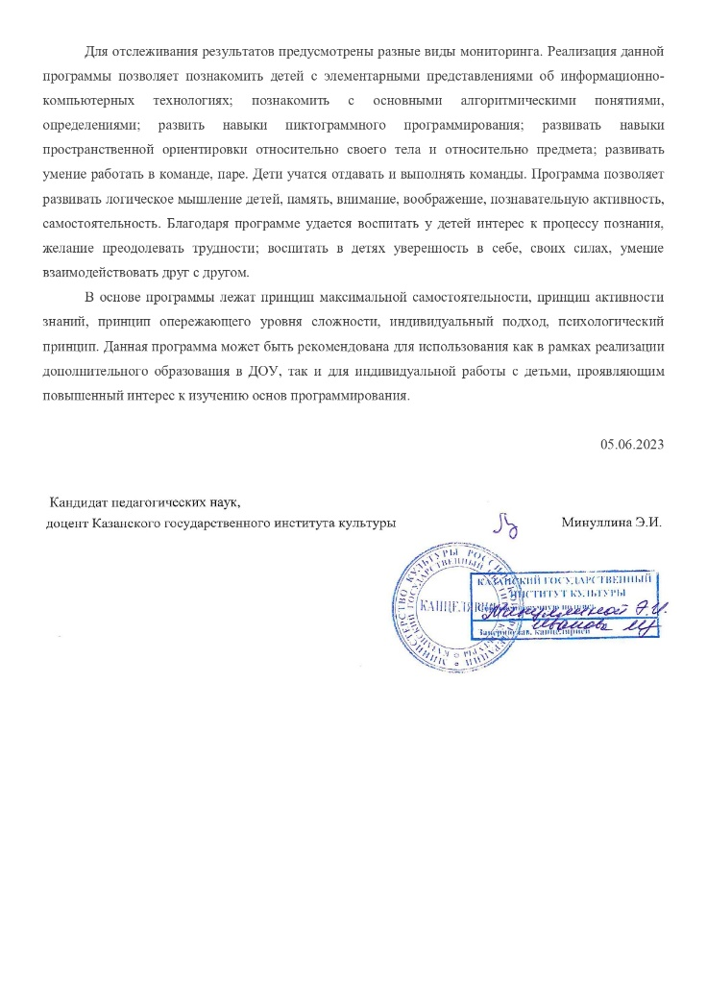 Для отслеживания результатов предусмотрены разные виды мониторинга. Реализация данной
программы позволяет познакомить детей с элементарными представлениями об информационно-
компьютерных технологиях; познакомить с основными алгоритмическими понятиями,
определениями; развить навыки пиктограммного программирования; развивать навыки
пространственной ориентировки относительно своего тела и относительно предмета; развивать
умение работать в команде, паре. Дети учатся отдавать и выполнять команды. Программа позволяет
развивать логическое мышление детей, память, внимание, воображение, познавательную активность,
самостоятельность. Благодаря программе удается воспитать у детей интерес к процессу познания,
желание преодолевать трудности; воспитать в детях уверенность в себе, своих силах, умение
взаимодействовать друг с другом.
В основе программы лежат принцип максимальной самостоятельности, принцип активности
знаний, принцип опережающего уровня сложности, индивидуальный подход, психологический
принцип. Данная программа может быть рекомендована для использования как в рамках реализации
дополнительного образования в ДОУ, так и для индивидуальной работы с детьми, проявляющим
повышенный интерес к изучению основ программирования.
05.06.2023
Кандидат педагогических наук,
доцент Казанского государственного института культуры Минуллина Э.И.
МИНИСТЕРСТВО КУЛЬТУРЫ
КАЗАНСКИЙ ГОСУДАРСТВЕННЫЙ
КАНЦЕЛЯРИЯ
КАЗАНСКИЙ ГОСУДАРСТВЕННЫЙ
ИНСТИТУТ КУЛЬТУРЫ
Минуллиной Э.И.
Иванова
канцелярией